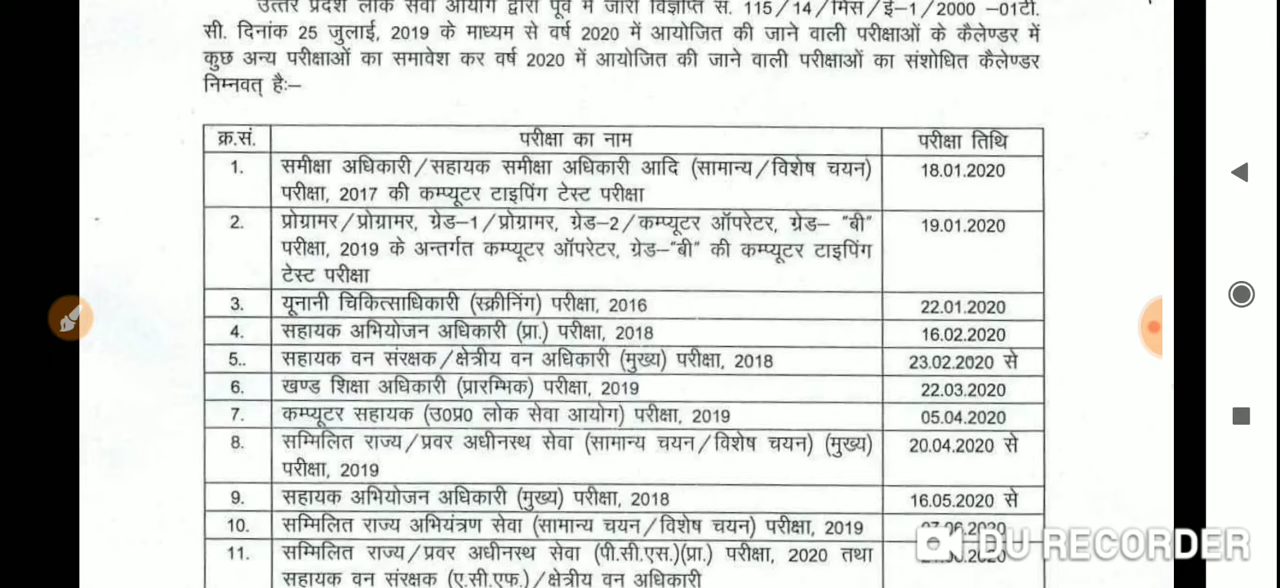 उत्तर प्रदेश लोक सेवा आयोग द्वारा पूर्व में जारी विज्ञप्ति सं. 115/14/मिस/ई-1/2000 -01टी.
सी. दिनांक 25 जुलाई, 2019 के माध्यम से वर्ष 2020 में आयोजित की जाने वाली परीक्षाओं के कैलेण्डर में
कुछ अन्य परीक्षाओं का समावेश कर वर्ष 2020 में आयोजित की जाने वाली परीक्षाओं का संशोधित कैलेण्डर
निम्नवत् है:–
क्र.सं. परीक्षा का नाम परीक्षा तिथि
1. समीक्षा अधिकारी/सहायक समीक्षा अधिकारी आदि (सामान्य/विशेष चयन) 18.01.2020
परीक्षा, 2017 की कम्प्यूटर टाइपिंग टेस्ट परीक्षा
2. प्रोग्रामर/प्रोग्रामर, ग्रेड–1/प्रोग्रामर, ग्रेड–2/कम्प्यूटर ऑपरेटर, ग्रेड– "बी" 19.01.2020
परीक्षा, 2019 के अन्तर्गत कम्प्यूटर ऑपरेटर, ग्रेड–"बी" की कम्प्यूटर टाइपिंग
टेस्ट परीक्षा
3. यूनानी चिकित्साधिकारी (स्क्रीनिंग) परीक्षा, 2016 22.01.2020
4. सहायक अभियोजन अधिकारी (प्रा.) परीक्षा, 2018 16.02.2020
5.. सहायक वन संरक्षक/क्षेत्रीय वन अधिकारी (मुख्य) परीक्षा, 2018 23.02.2020 से
6. खण्ड शिक्षा अधिकारी (प्रारम्भिक) परीक्षा, 2019 22.03.2020
7. कम्प्यूटर सहायक (उ0प्र0 लोक सेवा आयोग) परीक्षा, 2019 05.04.2020
8. सम्मिलित राज्य/प्रवर अधीनस्थ सेवा (सामान्य चयन/विशेष चयन) (मुख्य) 20.04.2020 से
परीक्षा, 2019
9. सहायक अभियोजन अधिकारी (मुख्य) परीक्षा, 2018 16.05.2020 से
10. सम्मिलित राज्य अभियंत्रण सेवा (सामान्य चयन/विशेष चयन) परीक्षा, 2019
11. सम्मिलित राज्य/प्रवर अधीनस्थ सेवा (पी.सी.एस.)(प्रा.) परीक्षा, 2020 तथा
सहायक वन संरक्षक (ए.सी.एफ.)/क्षेत्रीय वन अधिकारी
DU RECORDER